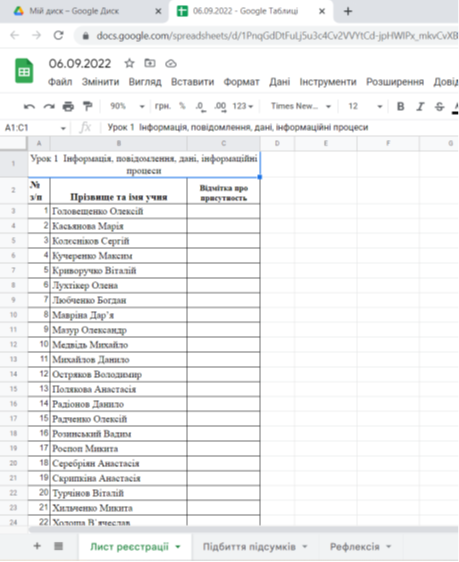 Мій диск – Google Диск × 06.09.2022 - Google Таблиці × +
docs.google.com/spreadsheets/d/1PnqGdDtFuLj5u3c4Cv2VVYtCd-jpHWIPx_mkvCvXB
06.09.2022
Файл Змінити Вигляд Вставити Формат Дані Інструменти Розширення Довід
90% грн. % .0 .00 123 Times New... 12 B I S A
A1:C1 fx Урок 1 Інформація, повідомлення, дані, інформаційні процеси
A B C D E F G
1 Урок 1 Інформація, повідомлення, дані, інформаційні
процеси
2 № з/п Прізвище та імя учня Відмітка про присутность
3 1 Головещенко Олексій
4 2 Касьянова Марія
5 3 Колєсніков Сергій
6 4 Кучеренко Максим
7 5 Криворучко Віталій
8 6 Лухтікер Олена
9 7 Любченко Богдан
10 8 Мавріна Дар’я
11 9 Мазур Олександр
12 10 Медвідь Михайло
13 11 Михайлов Данило
14 12 Остряков Володимир
15 13 Полякова Анастасія
16 14 Радіонов Данило
17 15 Радченко Олексій
18 16 Розинський Вадим
19 17 Роспоп Микита
20 18 Серебріян Анастасія
21 19 Скрипкіна Анастасія
22 20 Турчінов Віталій
23 21 Хильченко Микита
24 22 Холоша В`ячеслав
+ Лист реєстрації Підбиття підсумків Рефлексія